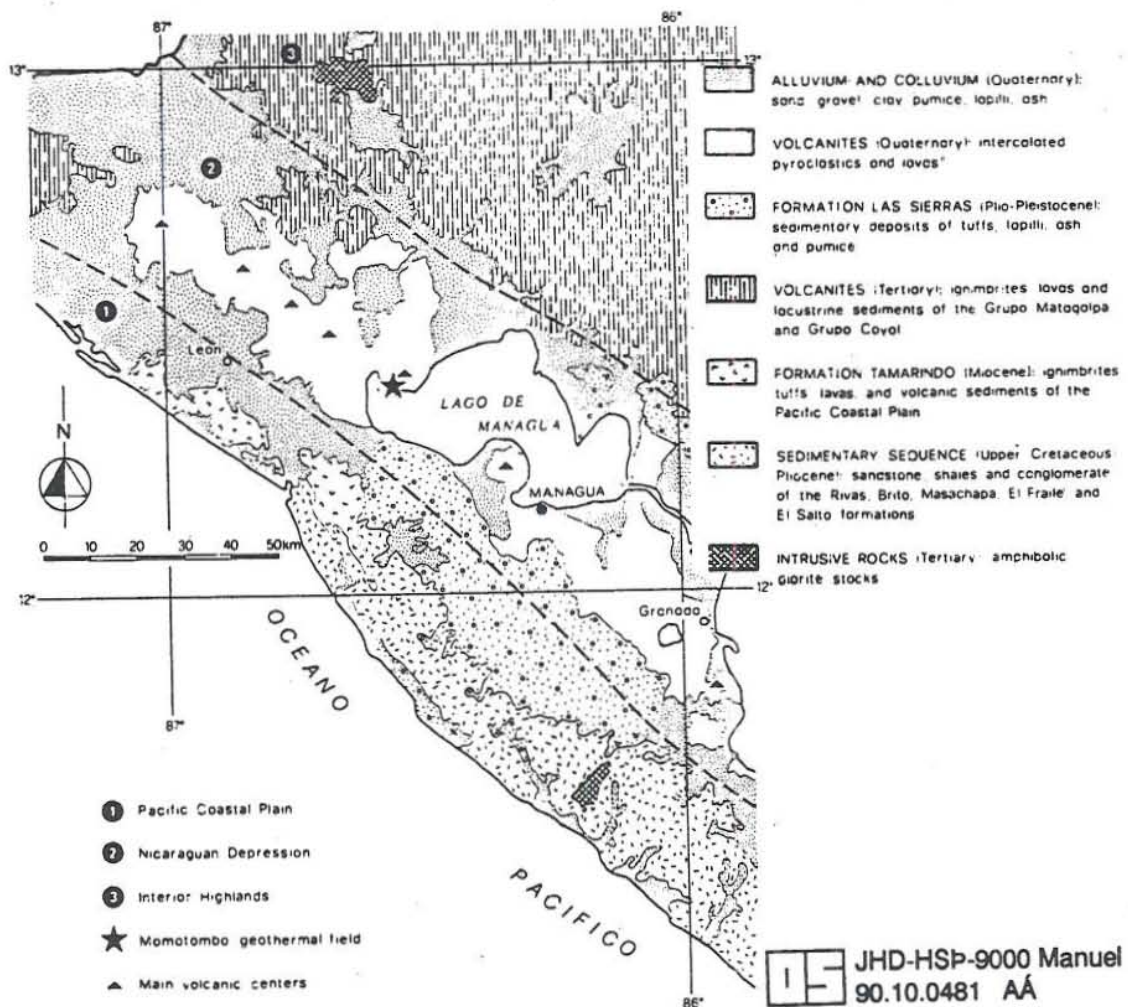 87°
86°
13°
13°
3
2
1
Leon
LAGO DE
MANAGUA
MANAGUA
N
0 10 20 30 40 50km
12°
12°
Granada
OCEANO
PACIFICO
87°
86°
ALLUVIUM AND COLLUVIUM (Quaternary):
sand gravel clay pumice, lapilli, ash
VOLCANITES (Quaternary) intercalated
pyroclastics and lavas
FORMATION LAS SIERRAS (Plio-Pleistocene):
sedimentary deposits of tuffs, lapilli, ash
and pumice
VOLCANITES (Tertiary): ignimbrites lavas and
lacustrine sediments of the Grupo Matagalpa
and Grupo Coyol
FORMATION TAMARINDO (Miocene): ignimbrites
tuffs lavas, and volcanic sediments of the
Pacific Coastal Plain
SEDIMENTARY SEQUENCE (Upper Cretaceous
Pliocene) sandstone, shales and conglomerate
of the Rivas, Brito, Masachapa, El Fraile and
El Salto formations
INTRUSIVE ROCKS (Tertiary) amphibolic
diorite stocks
1 Pacific Coastal Plain
2 Nicaraguan Depression
3 Interior Highlands
Momotombo geothermal field
Main volcanic centers
JHD-HSÞ-9000 Manuel
90.10.0481 AÁ